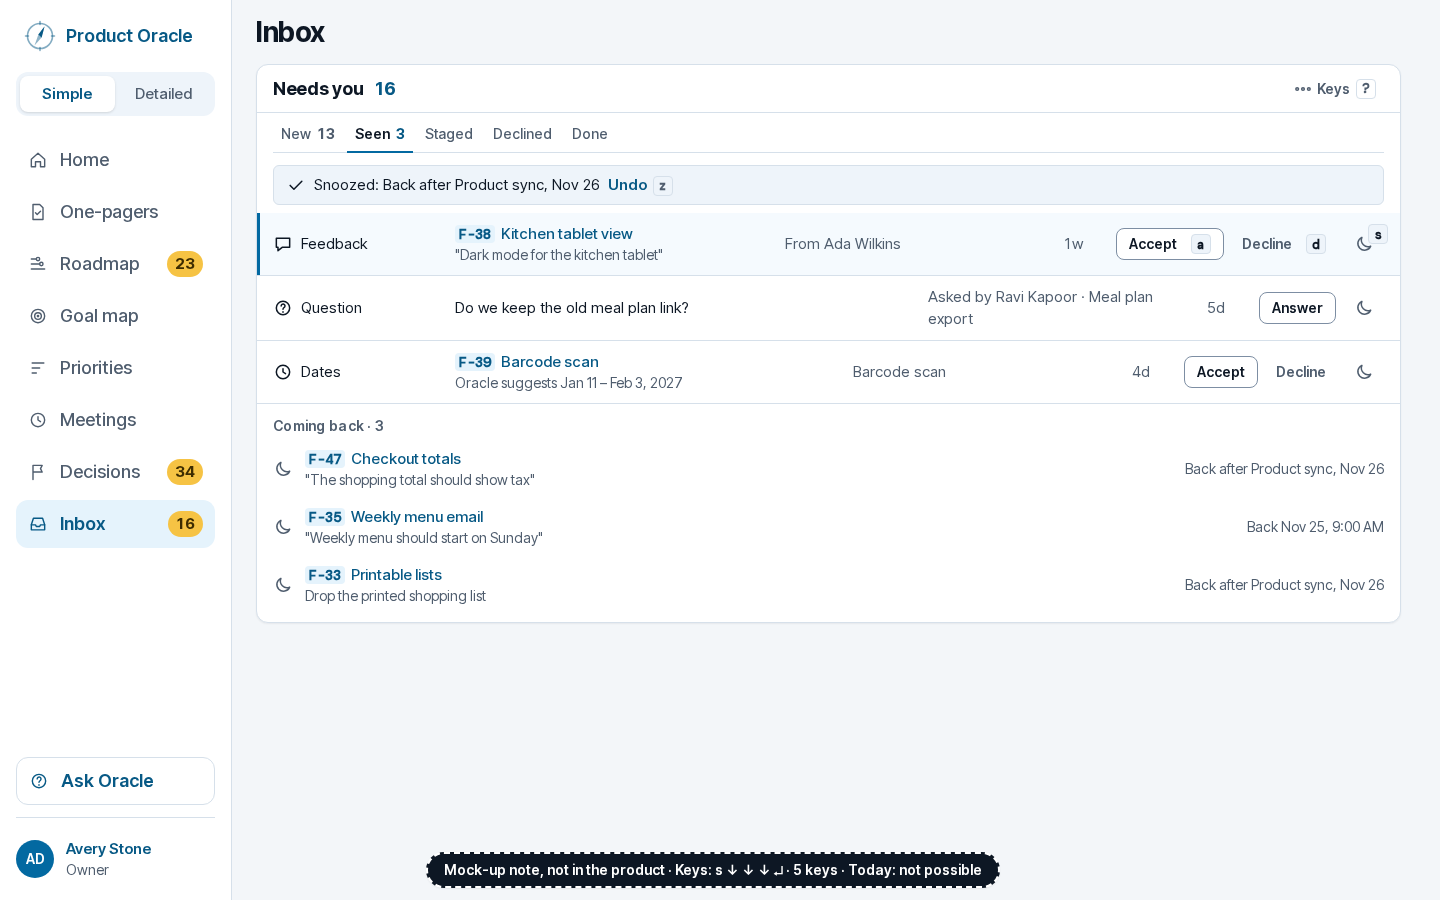 Product Oracle
Simple Detailed
Home
One-pagers
Roadmap 23
Goal map
Priorities
Meetings
Decisions 34
Inbox 16
Ask Oracle
AD Avery Stone
Owner
Inbox
Needs you 16
••• Keys ?
New 13 Seen 3 Staged Declined Done
Snoozed: Back after Product sync, Nov 26 Undo z
Feedback
F-38 Kitchen tablet view
"Dark mode for the kitchen tablet"
From Ada Wilkins
1w
Accept a Decline d s
Question
Do we keep the old meal plan link?
Asked by Ravi Kapoor · Meal plan
export
5d
Answer
Dates
F-39 Barcode scan
Oracle suggests Jan 11 – Feb 3, 2027
Barcode scan
4d
Accept Decline
Coming back · 3
F-47 Checkout totals
"The shopping total should show tax"
Back after Product sync, Nov 26
F-35 Weekly menu email
"Weekly menu should start on Sunday"
Back Nov 25, 9:00 AM
F-33 Printable lists
Drop the printed shopping list
Back after Product sync, Nov 26
Mock-up note, not in the product · Keys: s ↓ ↓ ↓ ↵ · 5 keys · Today: not possible